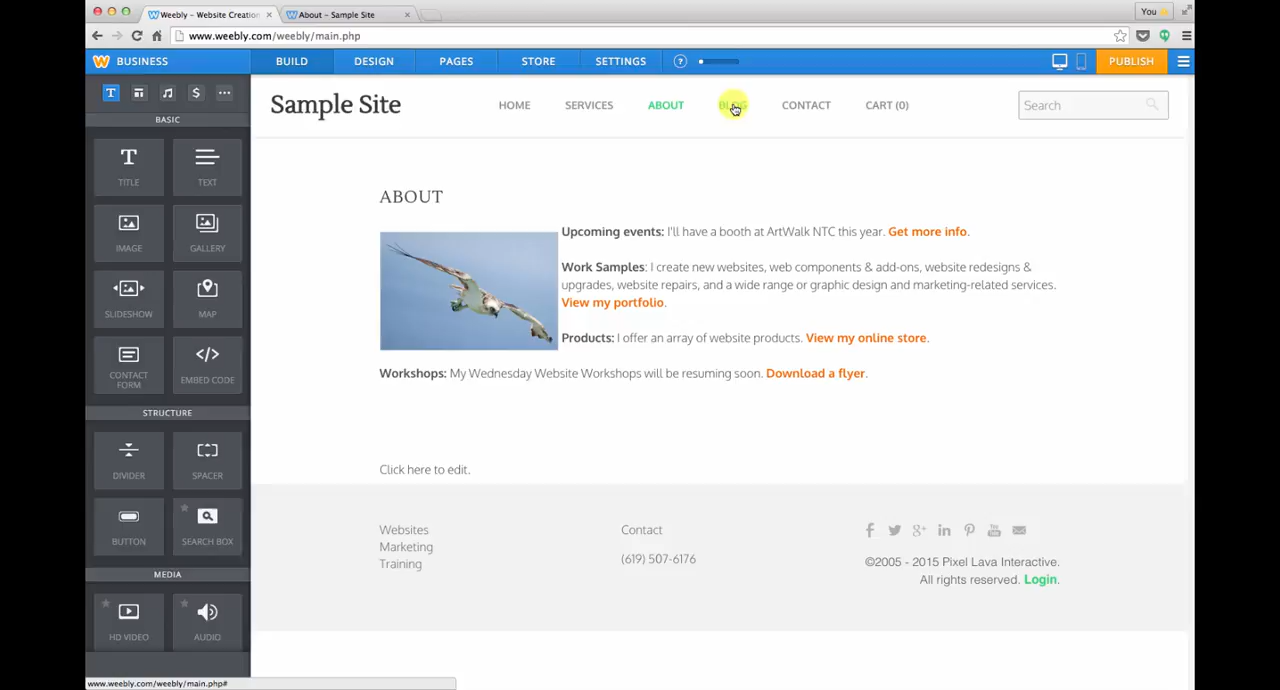 Weebly – Website Creation
About – Sample Site
You
www.weebly.com/weebly/main.php
BUSINESS
BUILD
DESIGN
PAGES
STORE
SETTINGS
?
PUBLISH
T
$
BASIC
T
TITLE
TEXT
IMAGE
GALLERY
SLIDESHOW
MAP
CONTACT
FORM
EMBED CODE
STRUCTURE
DIVIDER
SPACER
BUTTON
SEARCH BOX
MEDIA
HD VIDEO
AUDIO
Sample Site
HOME
SERVICES
ABOUT
BLOG
CONTACT
CART (0)
Search
ABOUT
Upcoming events: I'll have a booth at ArtWalk NTC this year. Get more info.
Work Samples: I create new websites, web components & add-ons, website redesigns &
upgrades, website repairs, and a wide range or graphic design and marketing-related services.
View my portfolio.
Products: I offer an array of website products. View my online store.
Workshops: My Wednesday Website Workshops will be resuming soon. Download a flyer.
Click here to edit.
Websites
Marketing
Training
Contact
(619) 507-6176
©2005 - 2015 Pixel Lava Interactive.
All rights reserved. Login.
www.weebly.com/weebly/main.php#